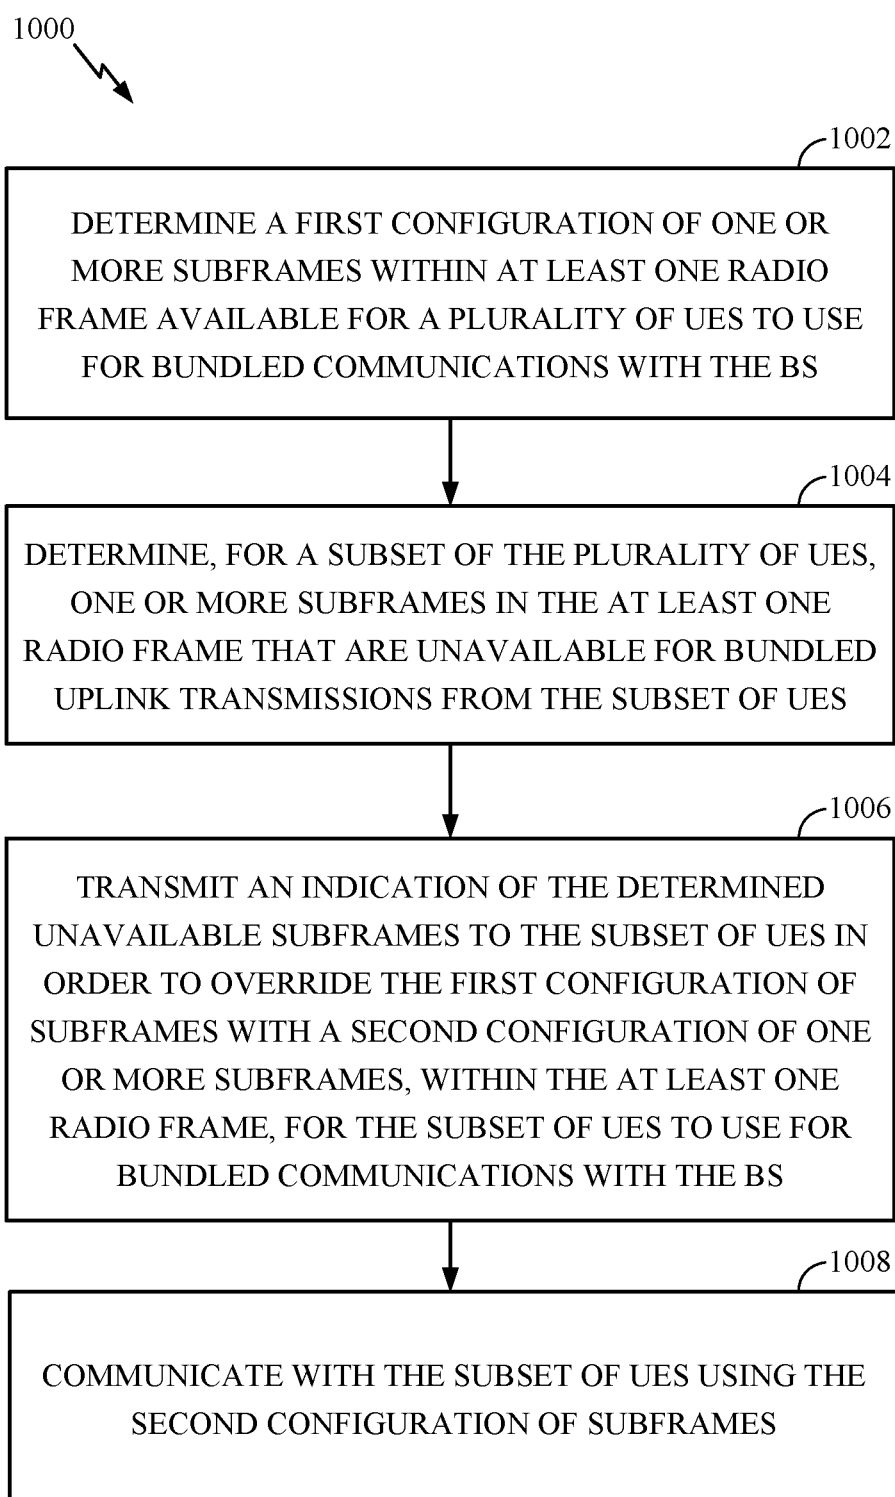 1000
1002
DETERMINE A FIRST CONFIGURATION OF ONE OR
MORE SUBFRAMES WITHIN AT LEAST ONE RADIO
FRAME AVAILABLE FOR A PLURALITY OF UES TO USE
FOR BUNDLED COMMUNICATIONS WITH THE BS
1004
DETERMINE, FOR A SUBSET OF THE PLURALITY OF UES,
ONE OR MORE SUBFRAMES IN THE AT LEAST ONE
RADIO FRAME THAT ARE UNAVAILABLE FOR BUNDLED
UPLINK TRANSMISSIONS FROM THE SUBSET OF UES
1006
TRANSMIT AN INDICATION OF THE DETERMINED
UNAVAILABLE SUBFRAMES TO THE SUBSET OF UES IN
ORDER TO OVERRIDE THE FIRST CONFIGURATION OF
SUBFRAMES WITH A SECOND CONFIGURATION OF ONE
OR MORE SUBFRAMES, WITHIN THE AT LEAST ONE
RADIO FRAME, FOR THE SUBSET OF UES TO USE FOR
BUNDLED COMMUNICATIONS WITH THE BS
1008
COMMUNICATE WITH THE SUBSET OF UES USING THE
SECOND CONFIGURATION OF SUBFRAMES